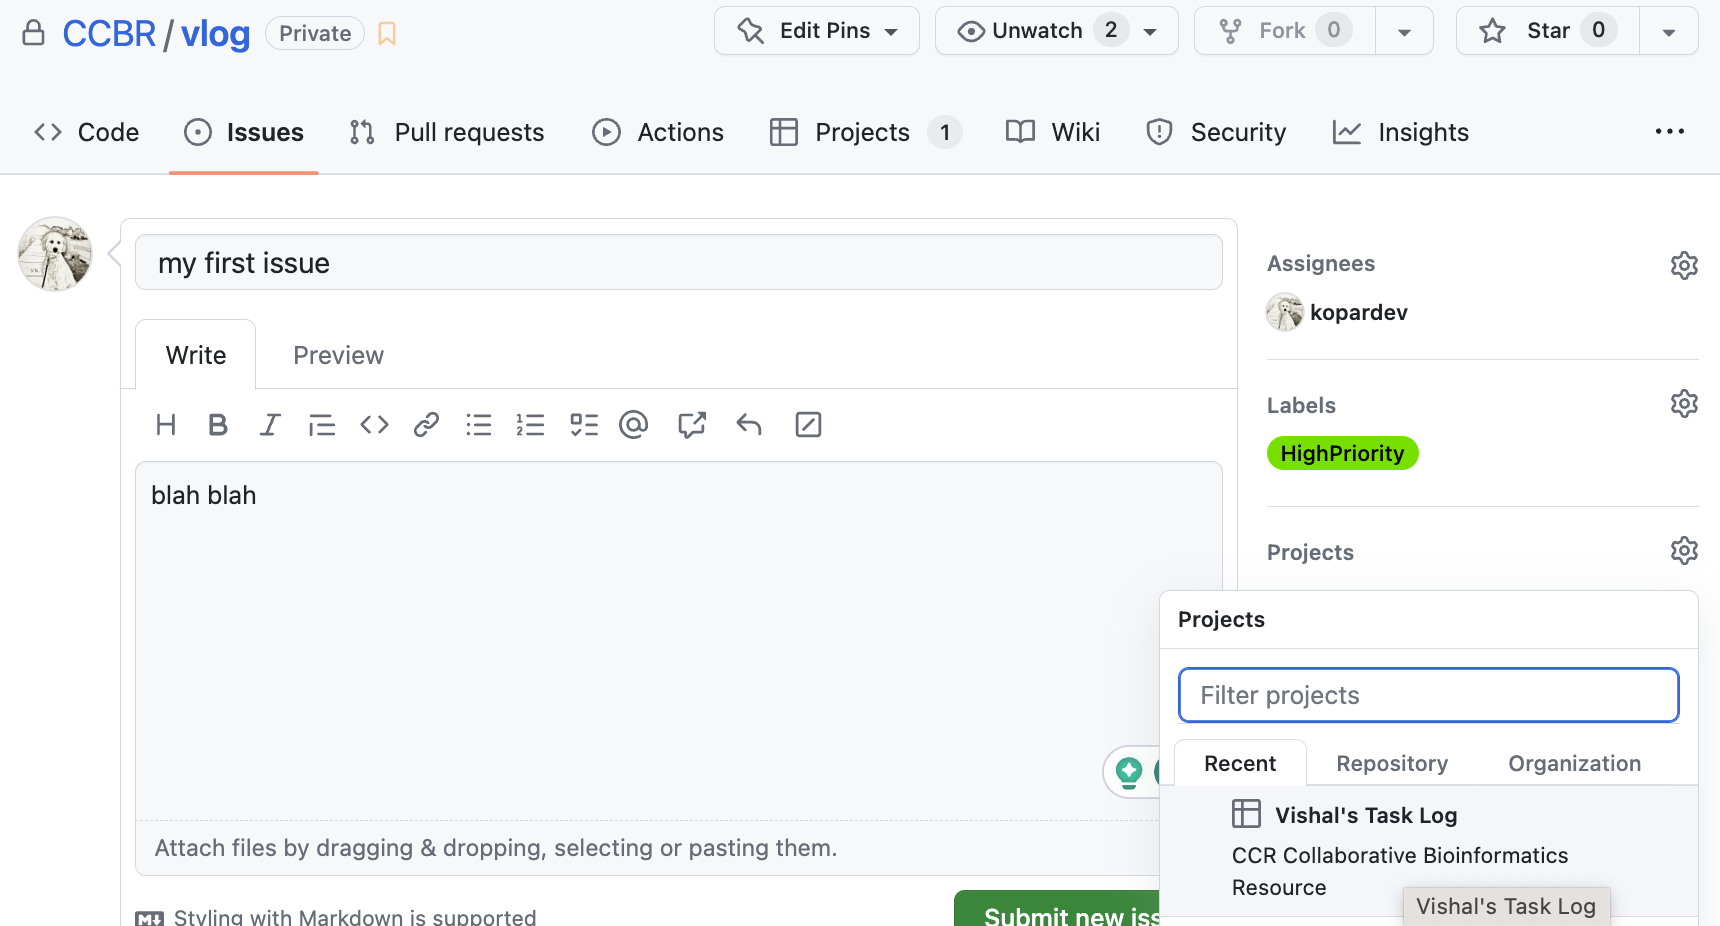 CCBR / vlog Private Edit Pins Unwatch 2 Fork 0 Star 0
Code Issues Pull requests Actions Projects 1 Wiki Security Insights
my first issue
Write Preview
blah blah
Attach files by dragging & dropping, selecting or pasting them.
Styling with Markdown is supported
Submit new iss
Assignees
kopardev
Labels
HighPriority
Projects
Projects
Filter projects
Recent Repository Organization
Vishal's Task Log
CCR Collaborative Bioinformatics
Resource
Vishal's Task Log